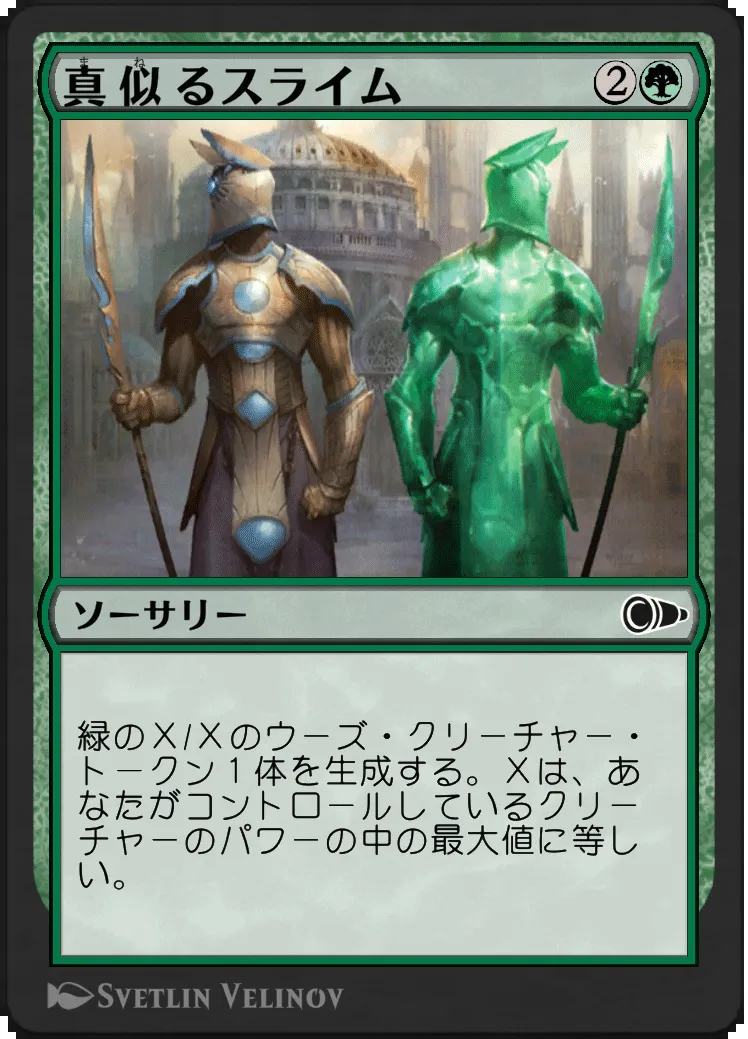 真似るスライム 2
ソーサリー
緑のX/Xのウーズ・クリーチャー・
トークン1体を生成する。Xは、あ
なたがコントロールしているクリー
チャーのパワーの中の最大値に等し
い。
SVETLIN VELINOV